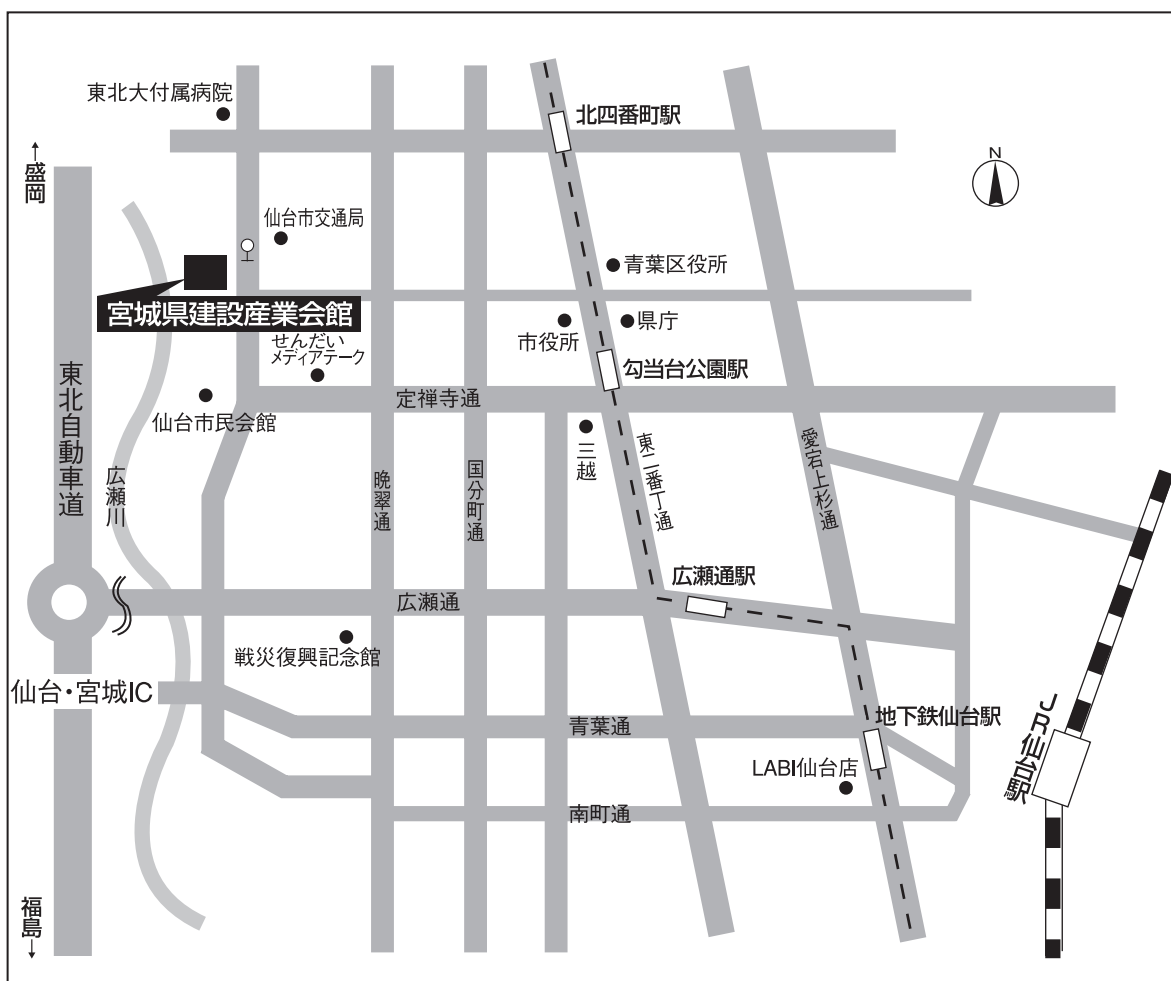 東北大付属病院
北四番町駅
N
←盛岡
仙台市交通局
青葉区役所
宮城県建設産業会館
県庁
市役所
せんだい
メディアテーク
勾当台公園駅
定禅寺通
仙台市民会館
東北自動車道
広瀬川
晩翠通
国分町通
三越
東二番丁通
愛宕上杉通
広瀬通駅
広瀬通
戦災復興記念館
仙台・宮城IC
青葉通
地下鉄仙台駅
JR仙台駅
LABI仙台店
南町通
福島→